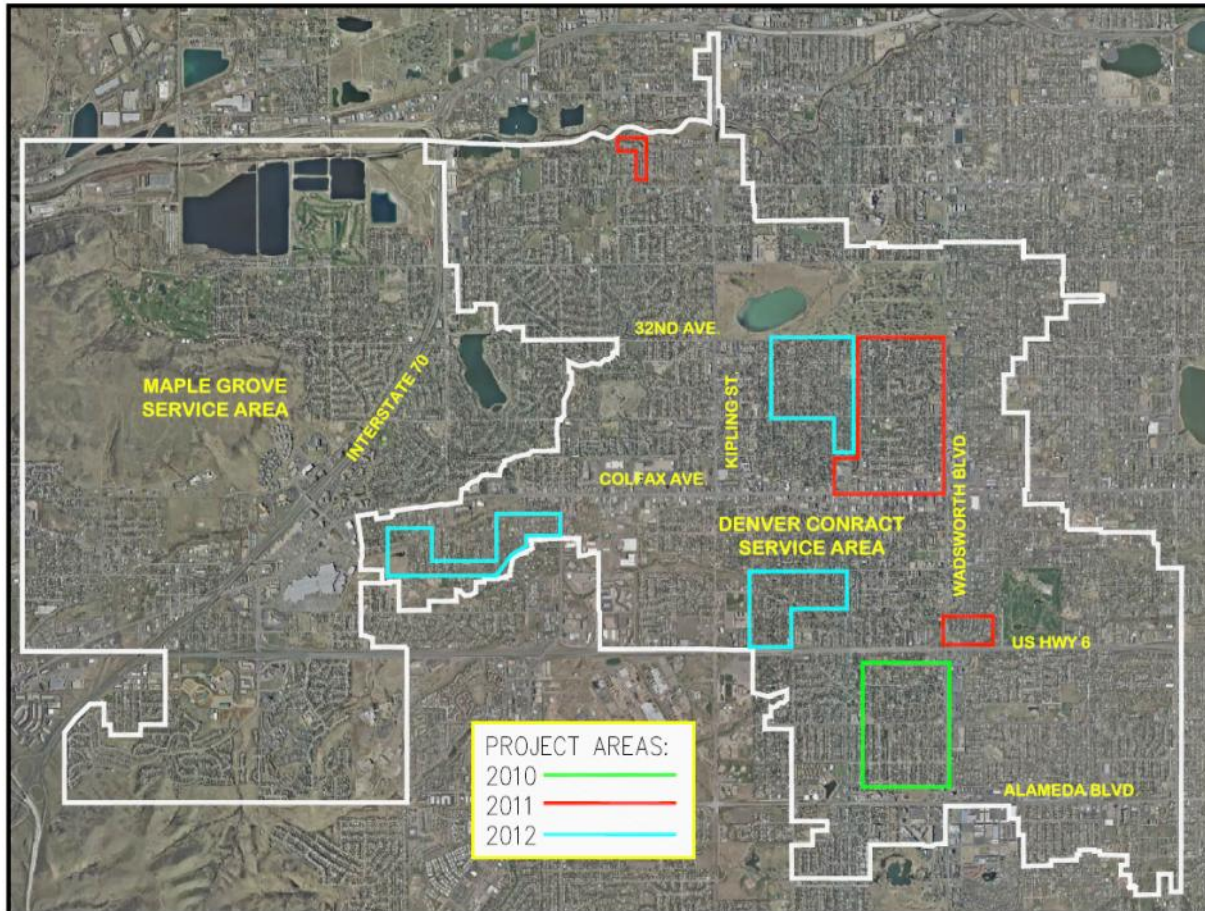 32ND AVE.
MAPLE GROVE
SERVICE AREA
INTERSTATE 70
KIPLING ST.
WADSWORTH BLVD.
COLFAX AVE.
DENVER CONRACT
SERVICE AREA
US HWY 6
PROJECT AREAS:
2010
2011
2012
ALAMEDA BLVD.